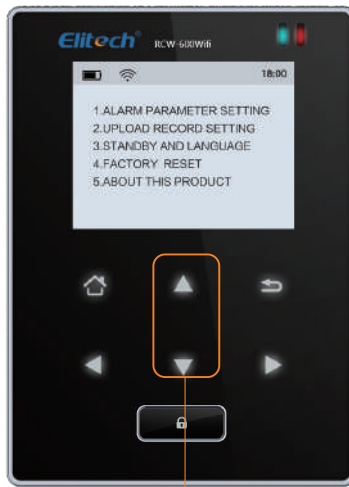 Elitech® RCW-600Wifi
18:00
1.ALARM PARAMETER SETTING
2.UPLOAD RECORD SETTING
3.STANDBY AND LANGUAGE
4.FACTORY RESET
5.ABOUT THIS PRODUCT